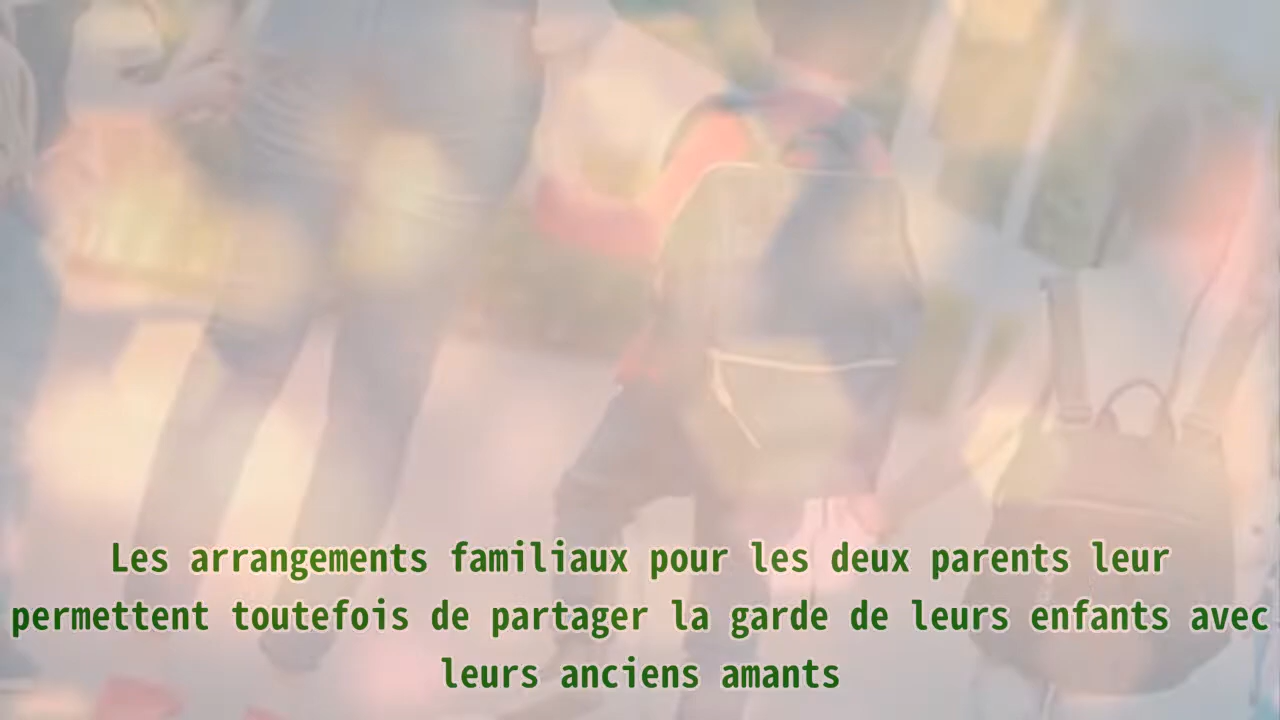 Les arrangements familiaux pour les deux parents leur
permettent toutefois de partager la garde de leurs enfants avec
leurs anciens amants